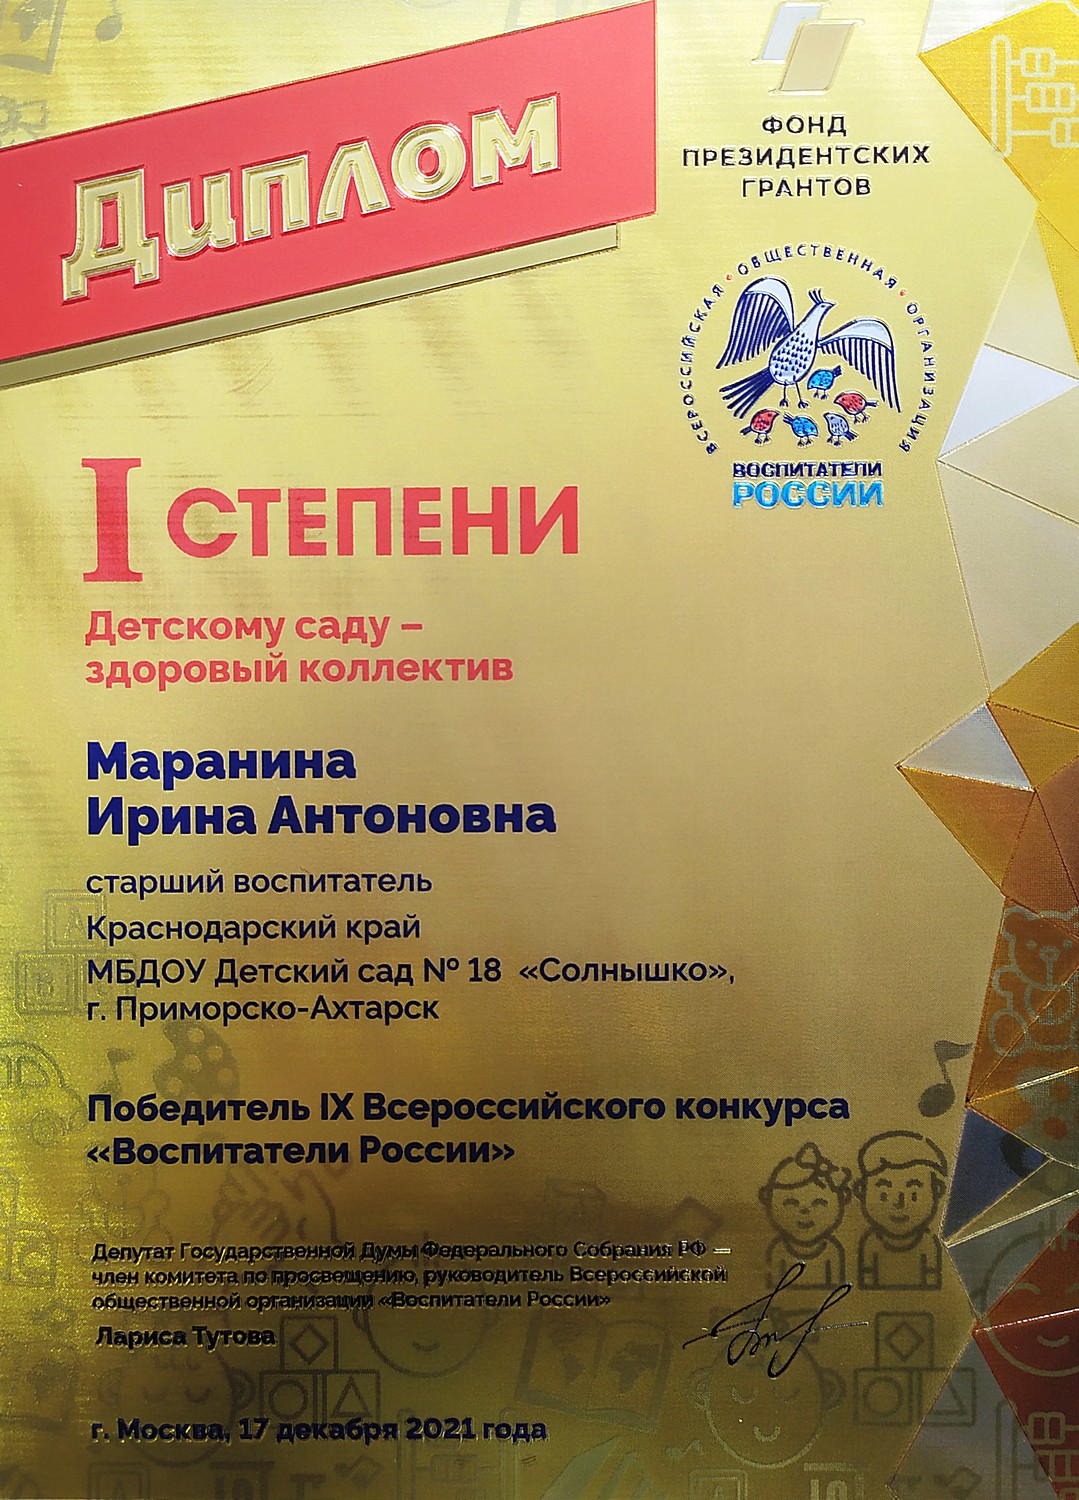 Диплом
ФОНД
ПРЕЗИДЕНТСКИХ
ГРАНТОВ
ВСЕРОССИЙСКАЯ • ОБЩЕСТВЕННАЯ • ОРГАНИЗАЦИЯ
ВОСПИТАТЕЛИ
РОССИИ
I СТЕПЕНИ
Детскому саду –
здоровый коллектив
Маранина
Ирина Антоновна
старший воспитатель
Краснодарский край
МБДОУ Детский сад № 18 «Солнышко»,
г. Приморско-Ахтарск
Победитель IX Всероссийского конкурса
«Воспитатели России»
Депутат Государственной Думы Федерального Собрания РФ –
член комитета по просвещению, руководитель Всероссийской
общественной организации «Воспитатели России»
Лариса Тутова
г. Москва, 17 декабря 2021 года